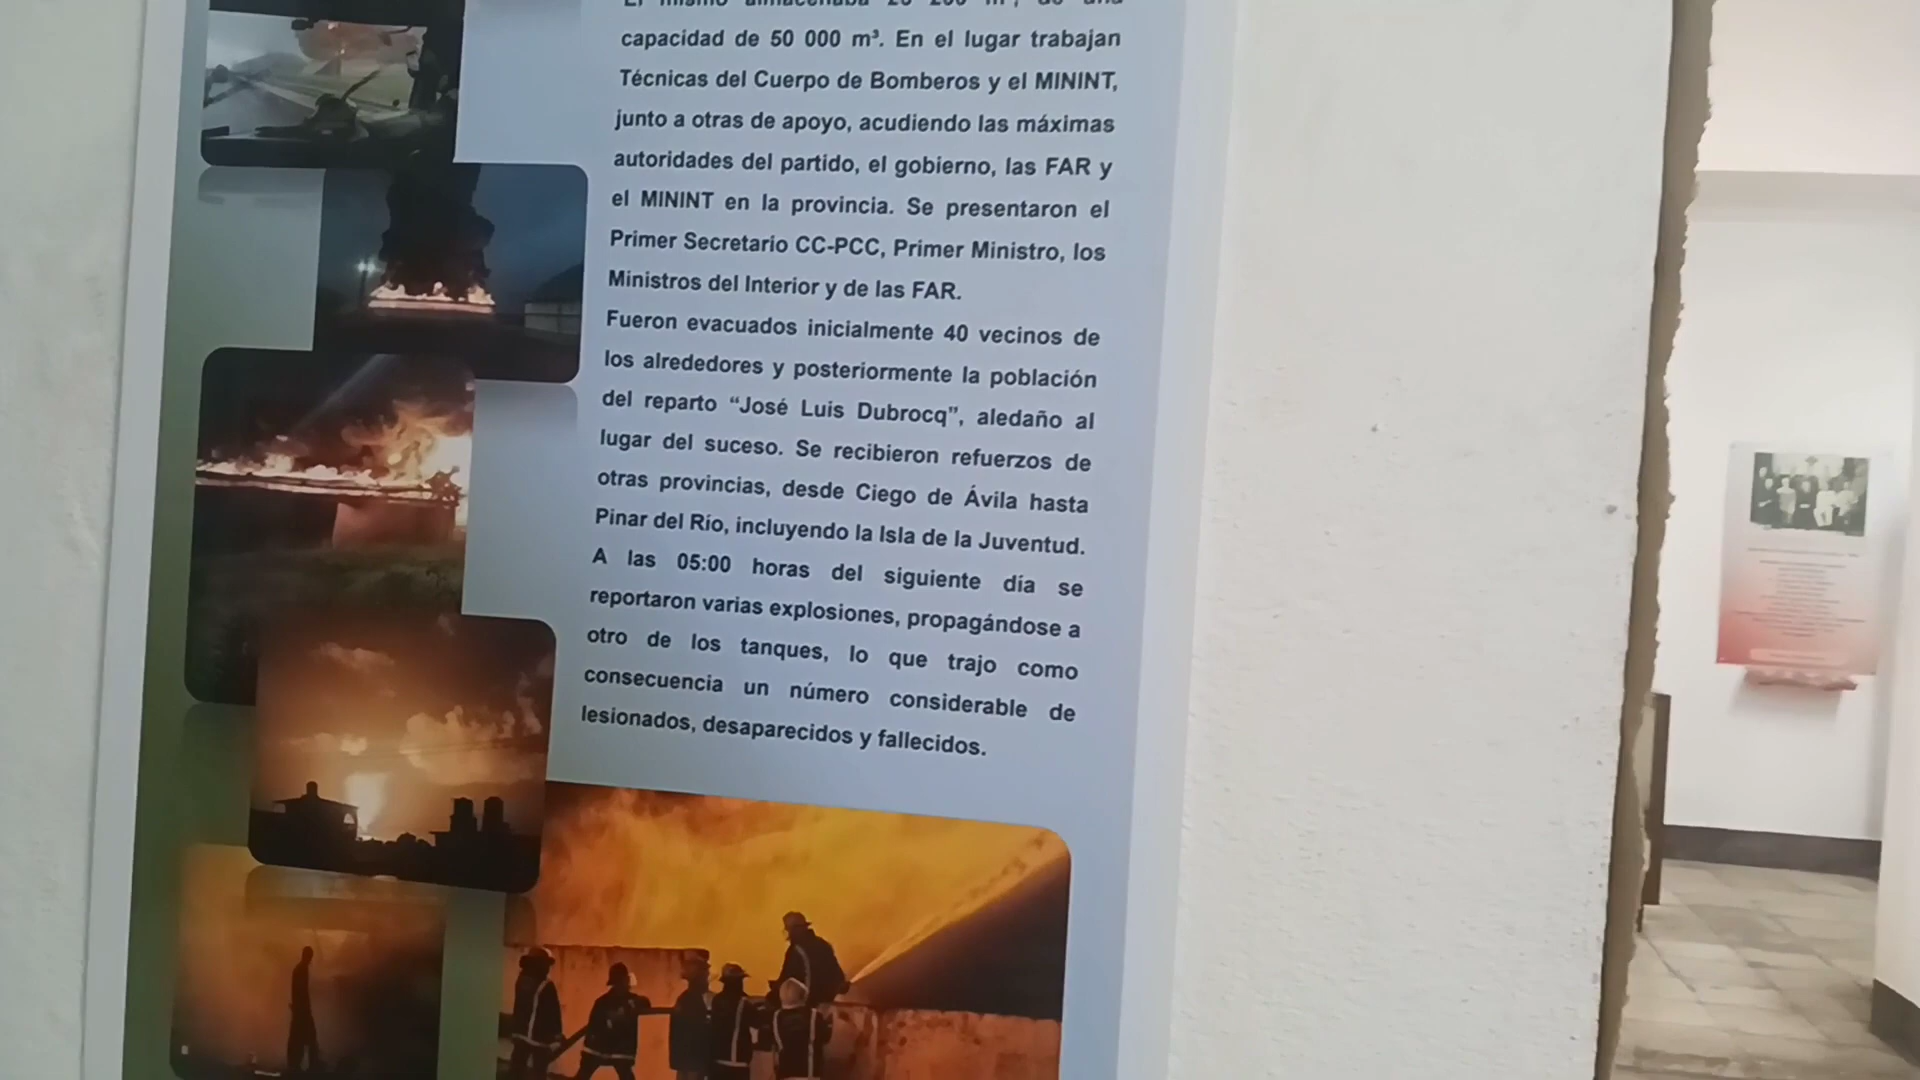 capacidad de 50 000 m³. En el lugar trabajan
Técnicas del Cuerpo de Bomberos y el MININT,
junto a otras de apoyo, acudiendo las máximas
autoridades del partido, el gobierno, las FAR y
el MININT en la provincia. Se presentaron el
Primer Secretario CC-PCC, Primer Ministro, los
Ministros del Interior y de las FAR.
Fueron evacuados inicialmente 40 vecinos de
los alrededores y posteriormente la población
del reparto “José Luis Dubrocq”, aledaño al
lugar del suceso. Se recibieron refuerzos de
otras provincias, desde Ciego de Ávila hasta
Pinar del Río, incluyendo la Isla de la Juventud.
A las 05:00 horas del siguiente día se
reportaron varias explosiones, propagándose a
otro de los tanques, lo que trajo como
consecuencia un número considerable de
lesionados, desaparecidos y fallecidos.